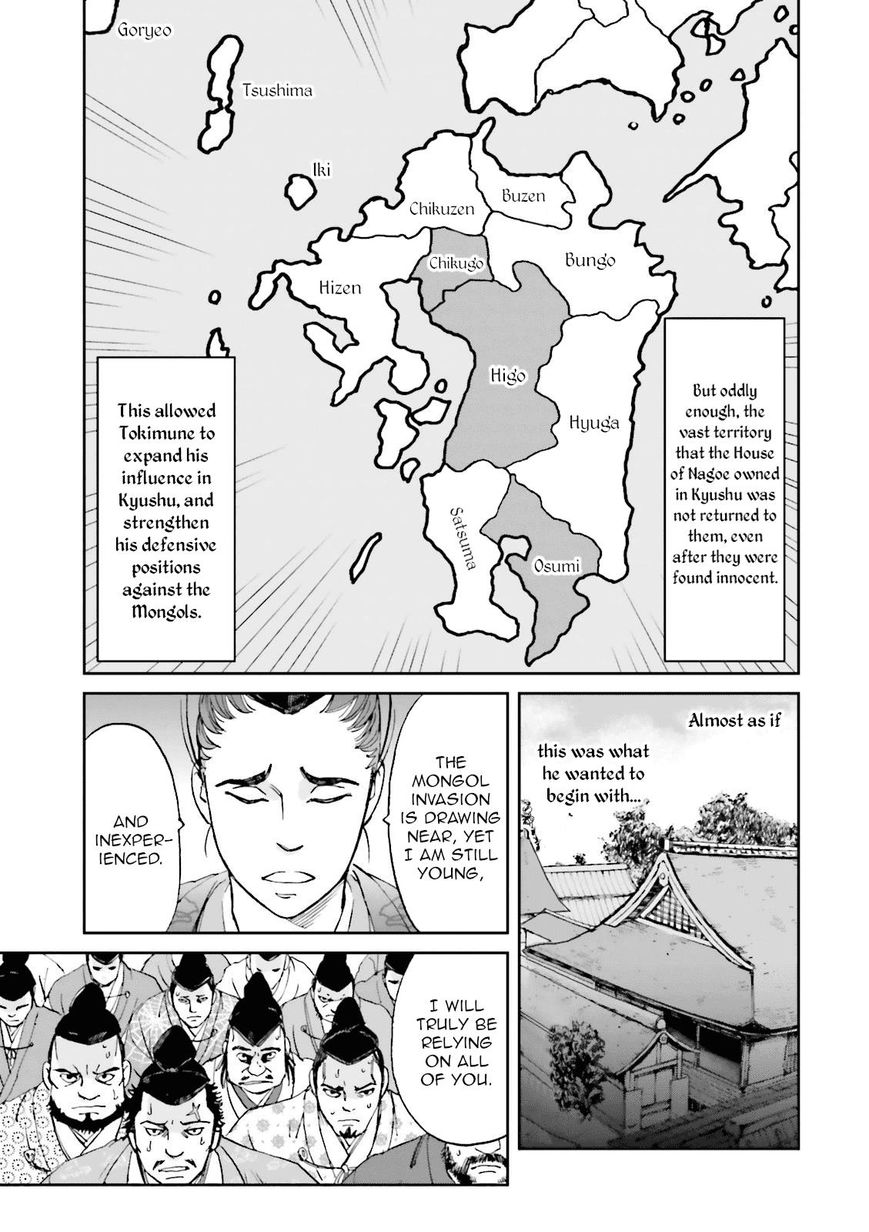 Goryeo
Tsushima
Iki
Chikuzen
Buzen
Chikugo
Bungo
Hizen
Higo
Hyuga
Satsuma
Osumi
But oddly
enough, the
vast territory
that the House
of Nagoe owned
in Kyushu was
not returned to
them, even
after they were
found innocent.
This allowed
Tokimune to
expand his
influence in
Kyushu, and
strengthen
his defensive
positions
against the
Mongols.
Almost as if
this was what
he wanted to
begin with...
THE
MONGOL
INVASION
IS DRAWING
NEAR, YET
I AM STILL
YOUNG,
AND
INEXPER-
IENCED.
I WILL
TRULY BE
RELYING
ON ALL
OF YOU.